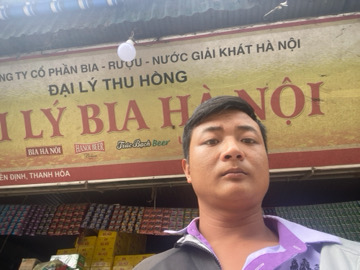 NG TY CỔ PHẦN BIA - RƯỢU - NƯỚC GIẢI KHÁT HÀ NỘI
ĐẠI LÝ THU HỒNG
I LÝ BIA HÀ NỘI
BIA HÀ NỘI HANOI BEER Trúc Bạch Beer
ÊN ĐỊNH, THANH HÓA